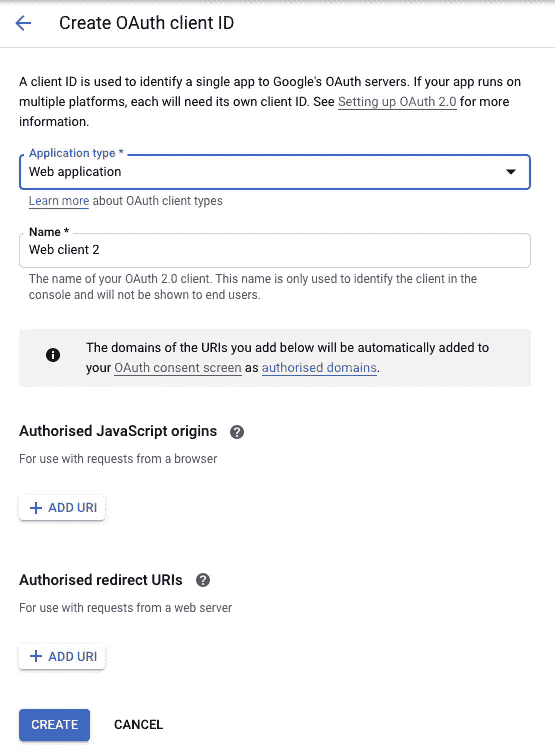 Create OAuth client ID
A client ID is used to identify a single app to Google's OAuth servers. If your app runs on
multiple platforms, each will need its own client ID. See Setting up OAuth 2.0 for more
information.
Application type *
Web application
Learn more about OAuth client types
Name *
Web client 2
The name of your OAuth 2.0 client. This name is only used to identify the client in the
console and will not be shown to end users.
The domains of the URIs you add below will be automatically added to
your OAuth consent screen as authorised domains.
Authorised JavaScript origins
For use with requests from a browser
ADD URI
Authorised redirect URIs
For use with requests from a web server
ADD URI
CREATE CANCEL